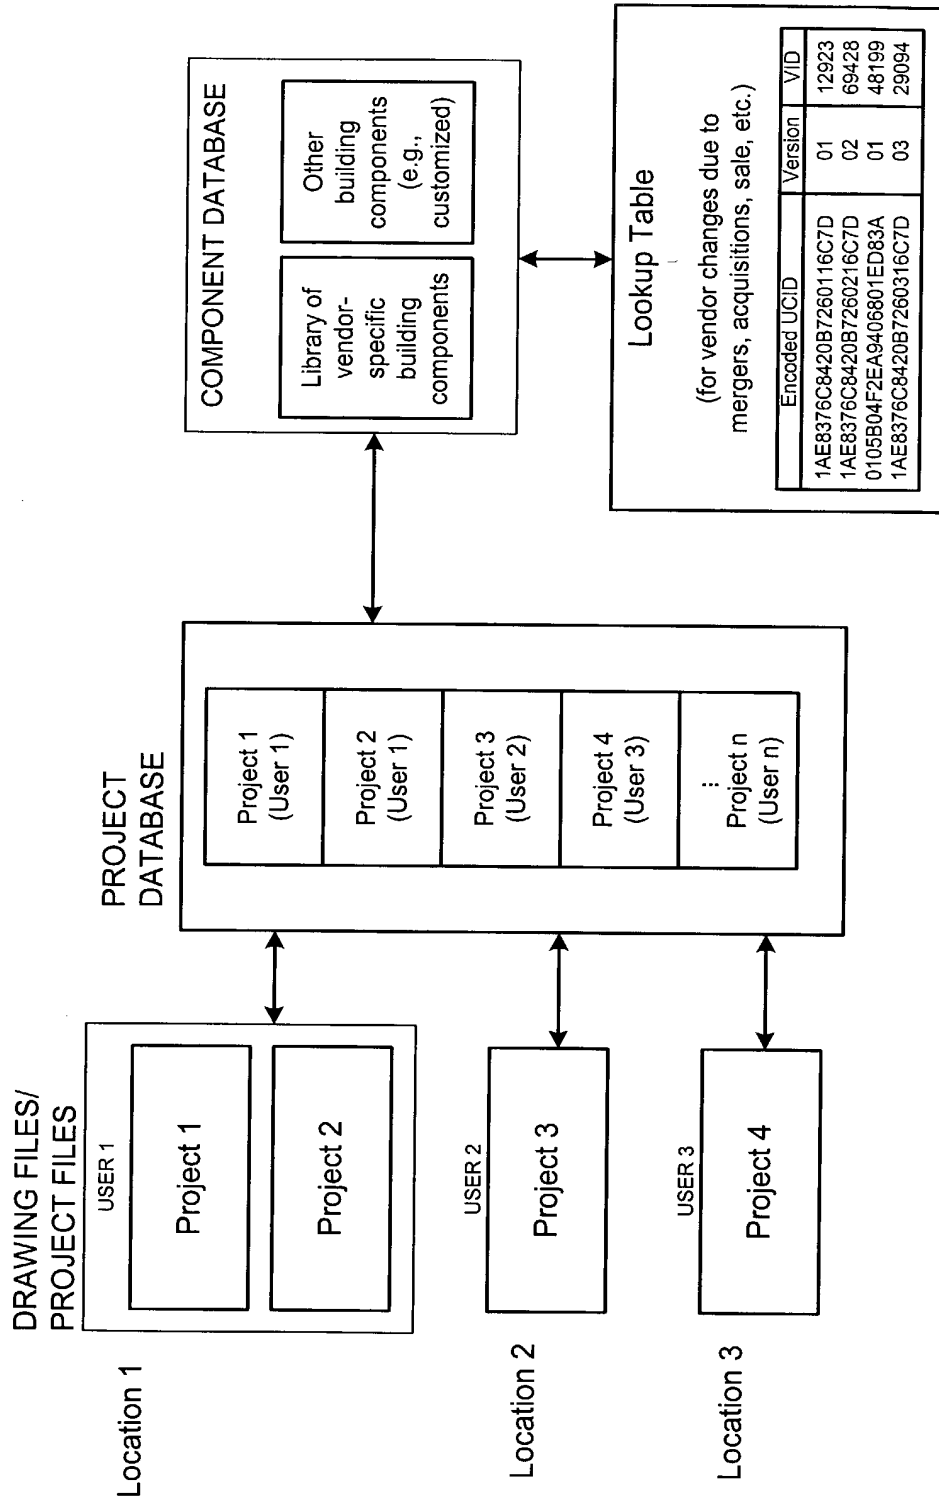 DRAWING FILES/
PROJECT FILES
Location 1
USER 1
Project 1
Project 2
Location 2
USER 2
Project 3
Location 3
USER 3
Project 4
PROJECT
DATABASE
Project 1
(User 1)
Project 2
(User 1)
Project 3
(User 2)
Project 4
(User 3)
...
Project n
(User n)
COMPONENT DATABASE
Library of
vendor-
specific
building
components
Other
building
components
(e.g.,
customized)
Lookup Table
(for vendor changes due to
mergers, acquisitions, sale, etc.)
Encoded UCID Version VID
1AE8376C8420B7260116C7D 01 12923
1AE8376C8420B7260216C7D 02 69428
0105B04F2EA9406801ED83A 01 48199
1AE8376C8420B7260316C7D 03 29094